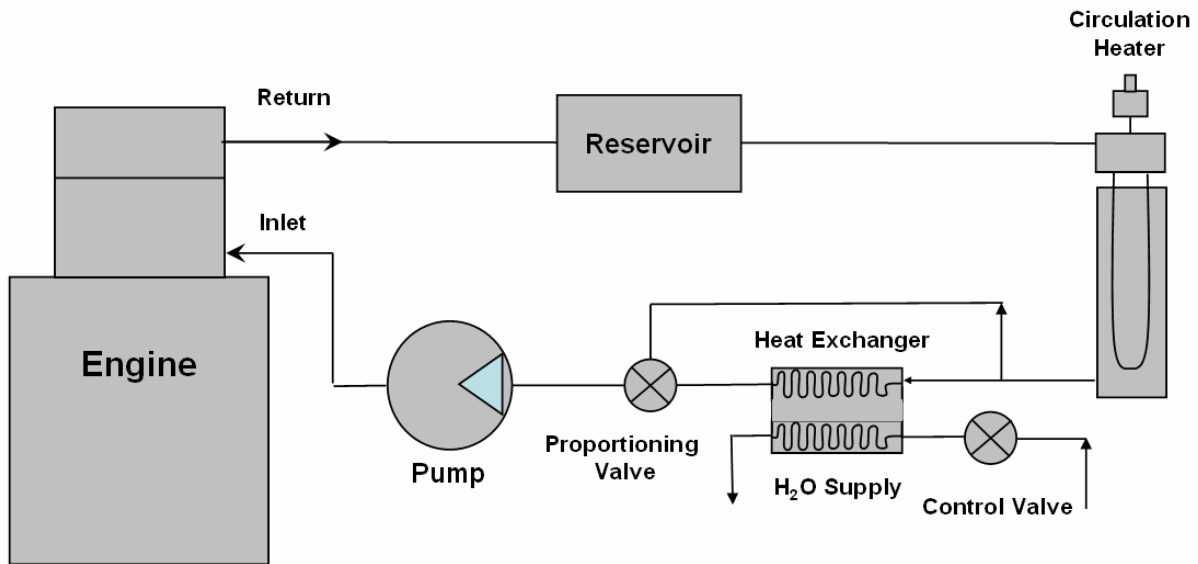 Circulation
Heater
Return
Reservoir
Inlet
Engine
Heat Exchanger
Pump
Proportioning
Valve
H₂O Supply
Control Valve